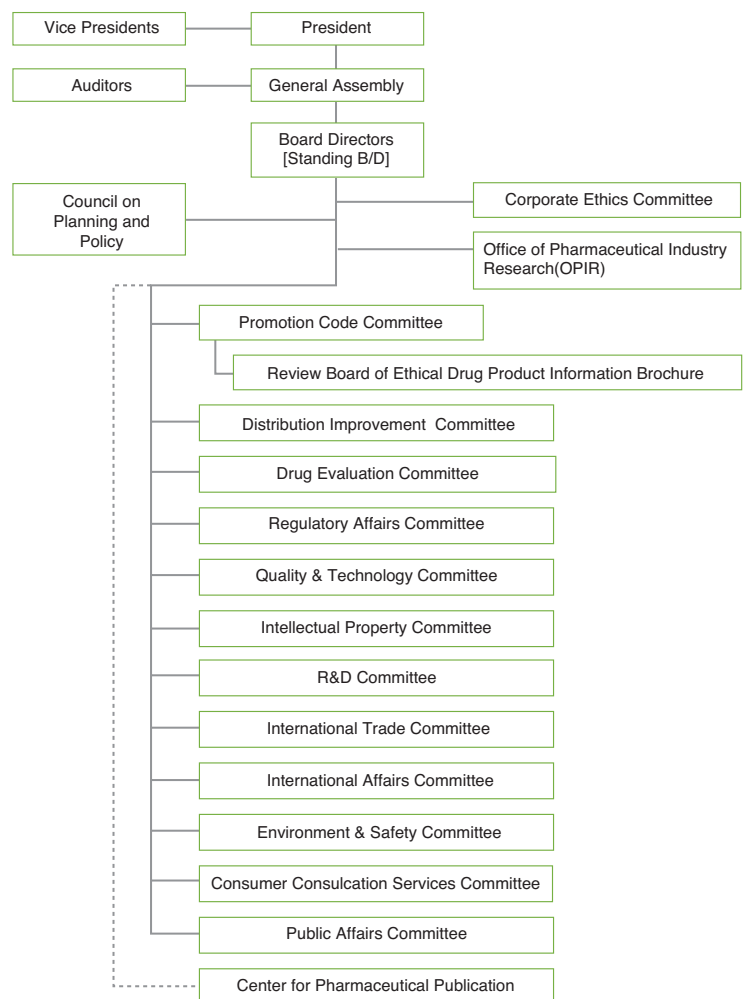 Vice Presidents
President
Auditors
General Assembly
Board Directors
[Standing B/D]
Council on
Planning and
Policy
Corporate Ethics Committee
Office of Pharmaceutical Industry
Research(OPIR)
Promotion Code Committee
Review Board of Ethical Drug Product Information Brochure
Distribution Improvement Committee
Drug Evaluation Committee
Regulatory Affairs Committee
Quality & Technology Committee
Intellectual Property Committee
R&D Committee
International Trade Committee
International Affairs Committee
Environment & Safety Committee
Consumer Consulcation Services Committee
Public Affairs Committee
Center for Pharmaceutical Publication